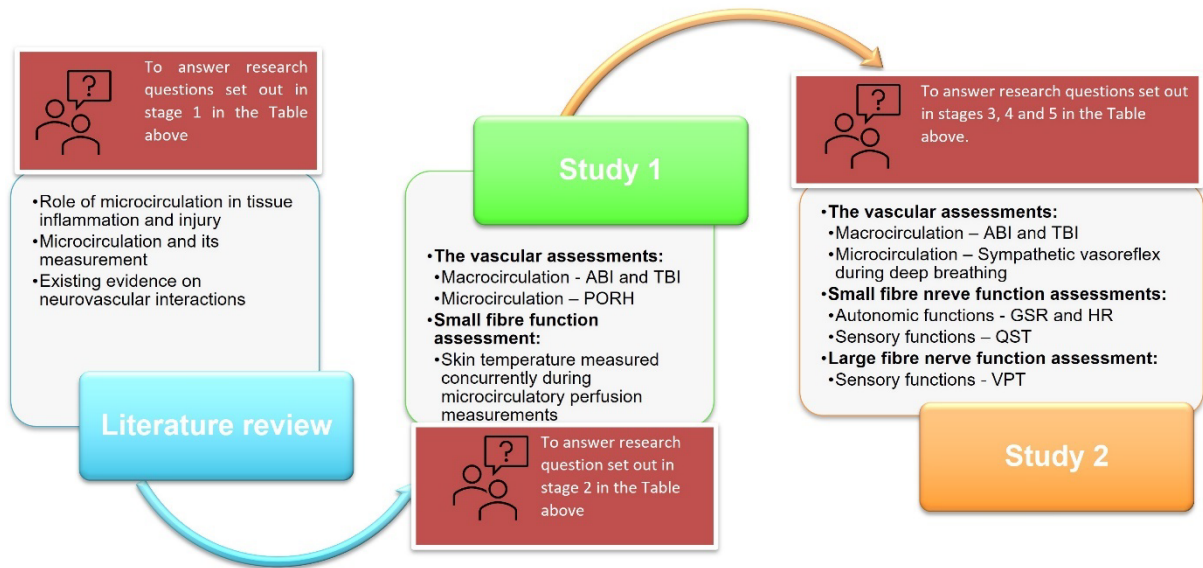 ?
To answer research
questions set out in
stage 1 in the Table
above
•Role of microcirculation in tissue
inflammation and injury
•Microcirculation and its
measurement
•Existing evidence on
neurovascular interactions
Literature review
Study 1
•The vascular assessments:
•Macrocirculation - ABI and TBI
•Microcirculation – PORH
•Small fibre function
assessment:
•Skin temperature measured
concurrently during
microcirculatory perfusion
measurements
?
To answer research
question set out in
stage 2 in the Table
above
?
To answer research questions set out
in stages 3, 4 and 5 in the Table
above.
•The vascular assessments:
•Macrocirculation – ABI and TBI
•Microcirculation – Sympathetic vasoreflex
during deep breathing
•Small fibre nreve function assessments:
•Autonomic functions - GSR and HR
•Sensory functions – QST
•Large fibre nerve function assessment:
•Sensory functions - VPT
Study 2